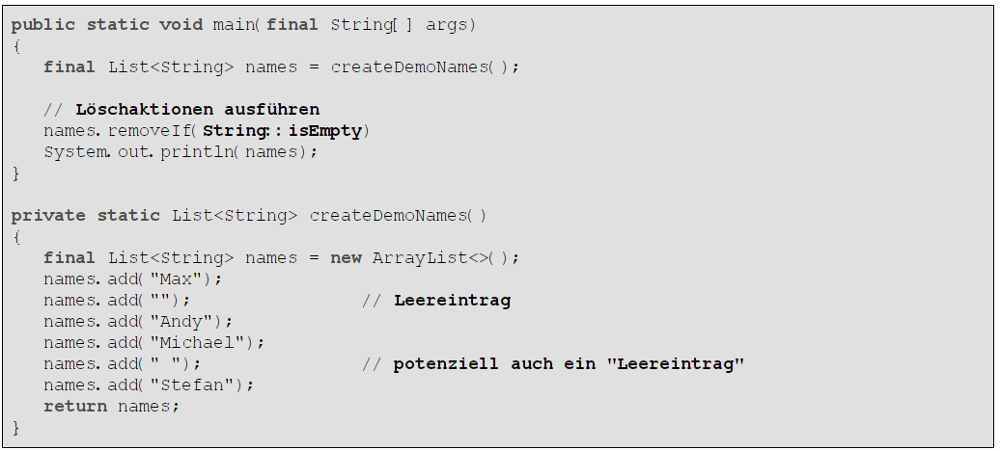 public static void main(final String[] args)
{
final List<String> names = createDemoNames();
// Löschaktionen ausführen
names.removeIf(String::isEmpty)
System.out.println(names);
}
private static List<String> createDemoNames()
{
final List<String> names = new ArrayList<>();
names.add("Max");
names.add(""); // Leereintrag
names.add("Andy");
names.add("Michael");
names.add(" "); // potenziell auch ein "Leereintrag"
names.add("Stefan");
return names;
}